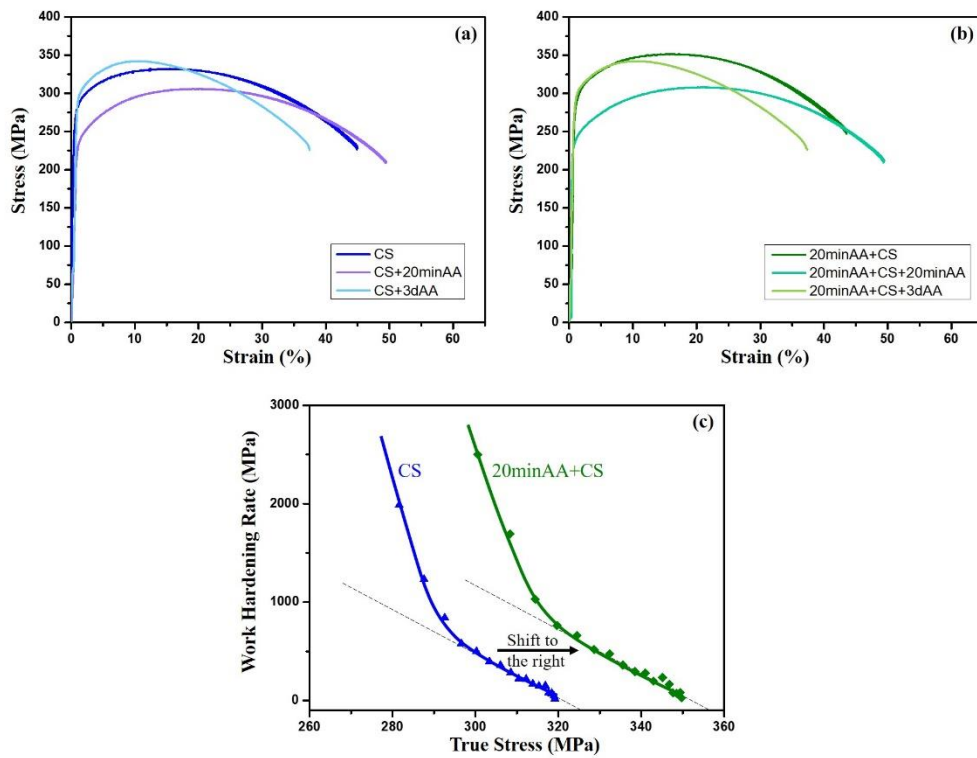 (a)
400
350
300
250
200
150
100
50
0
Stress (MPa)
CS
CS+20minAA
CS+3dAA
0 10 20 30 40 50 60
Strain (%)
(b)
400
350
300
250
200
150
100
50
0
Stress (MPa)
20minAA+CS
20minAA+CS+20minAA
20minAA+CS+3dAA
0 10 20 30 40 50 60
Strain (%)
(c)
3000
2000
1000
0
Work Hardening Rate (MPa)
CS
20minAA+CS
Shift to
the right
260 280 300 320 340 360
True Stress (MPa)